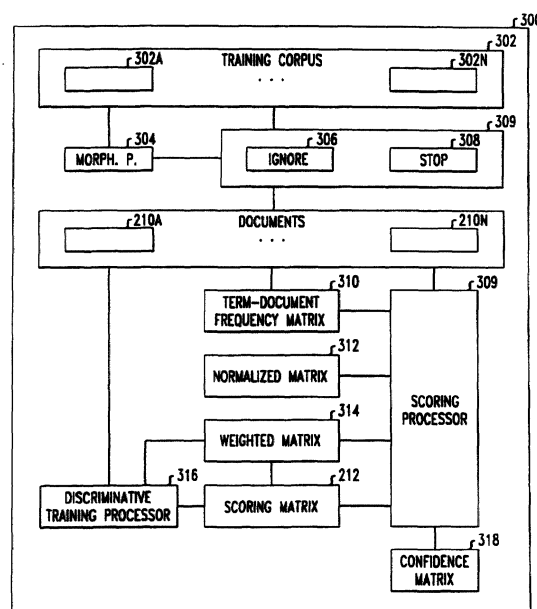 300
302
302A TRAINING CORPUS 302N
. . .
309
304 306 308
MORPH. P. IGNORE STOP
210A DOCUMENTS 210N
. . .
310 309
TERM-DOCUMENT
FREQUENCY MATRIX
312
NORMALIZED MATRIX
SCORING
PROCESSOR
314
WEIGHTED MATRIX
316 212
DISCRIMINATIVE
TRAINING PROCESSOR
SCORING MATRIX
318
CONFIDENCE
MATRIX